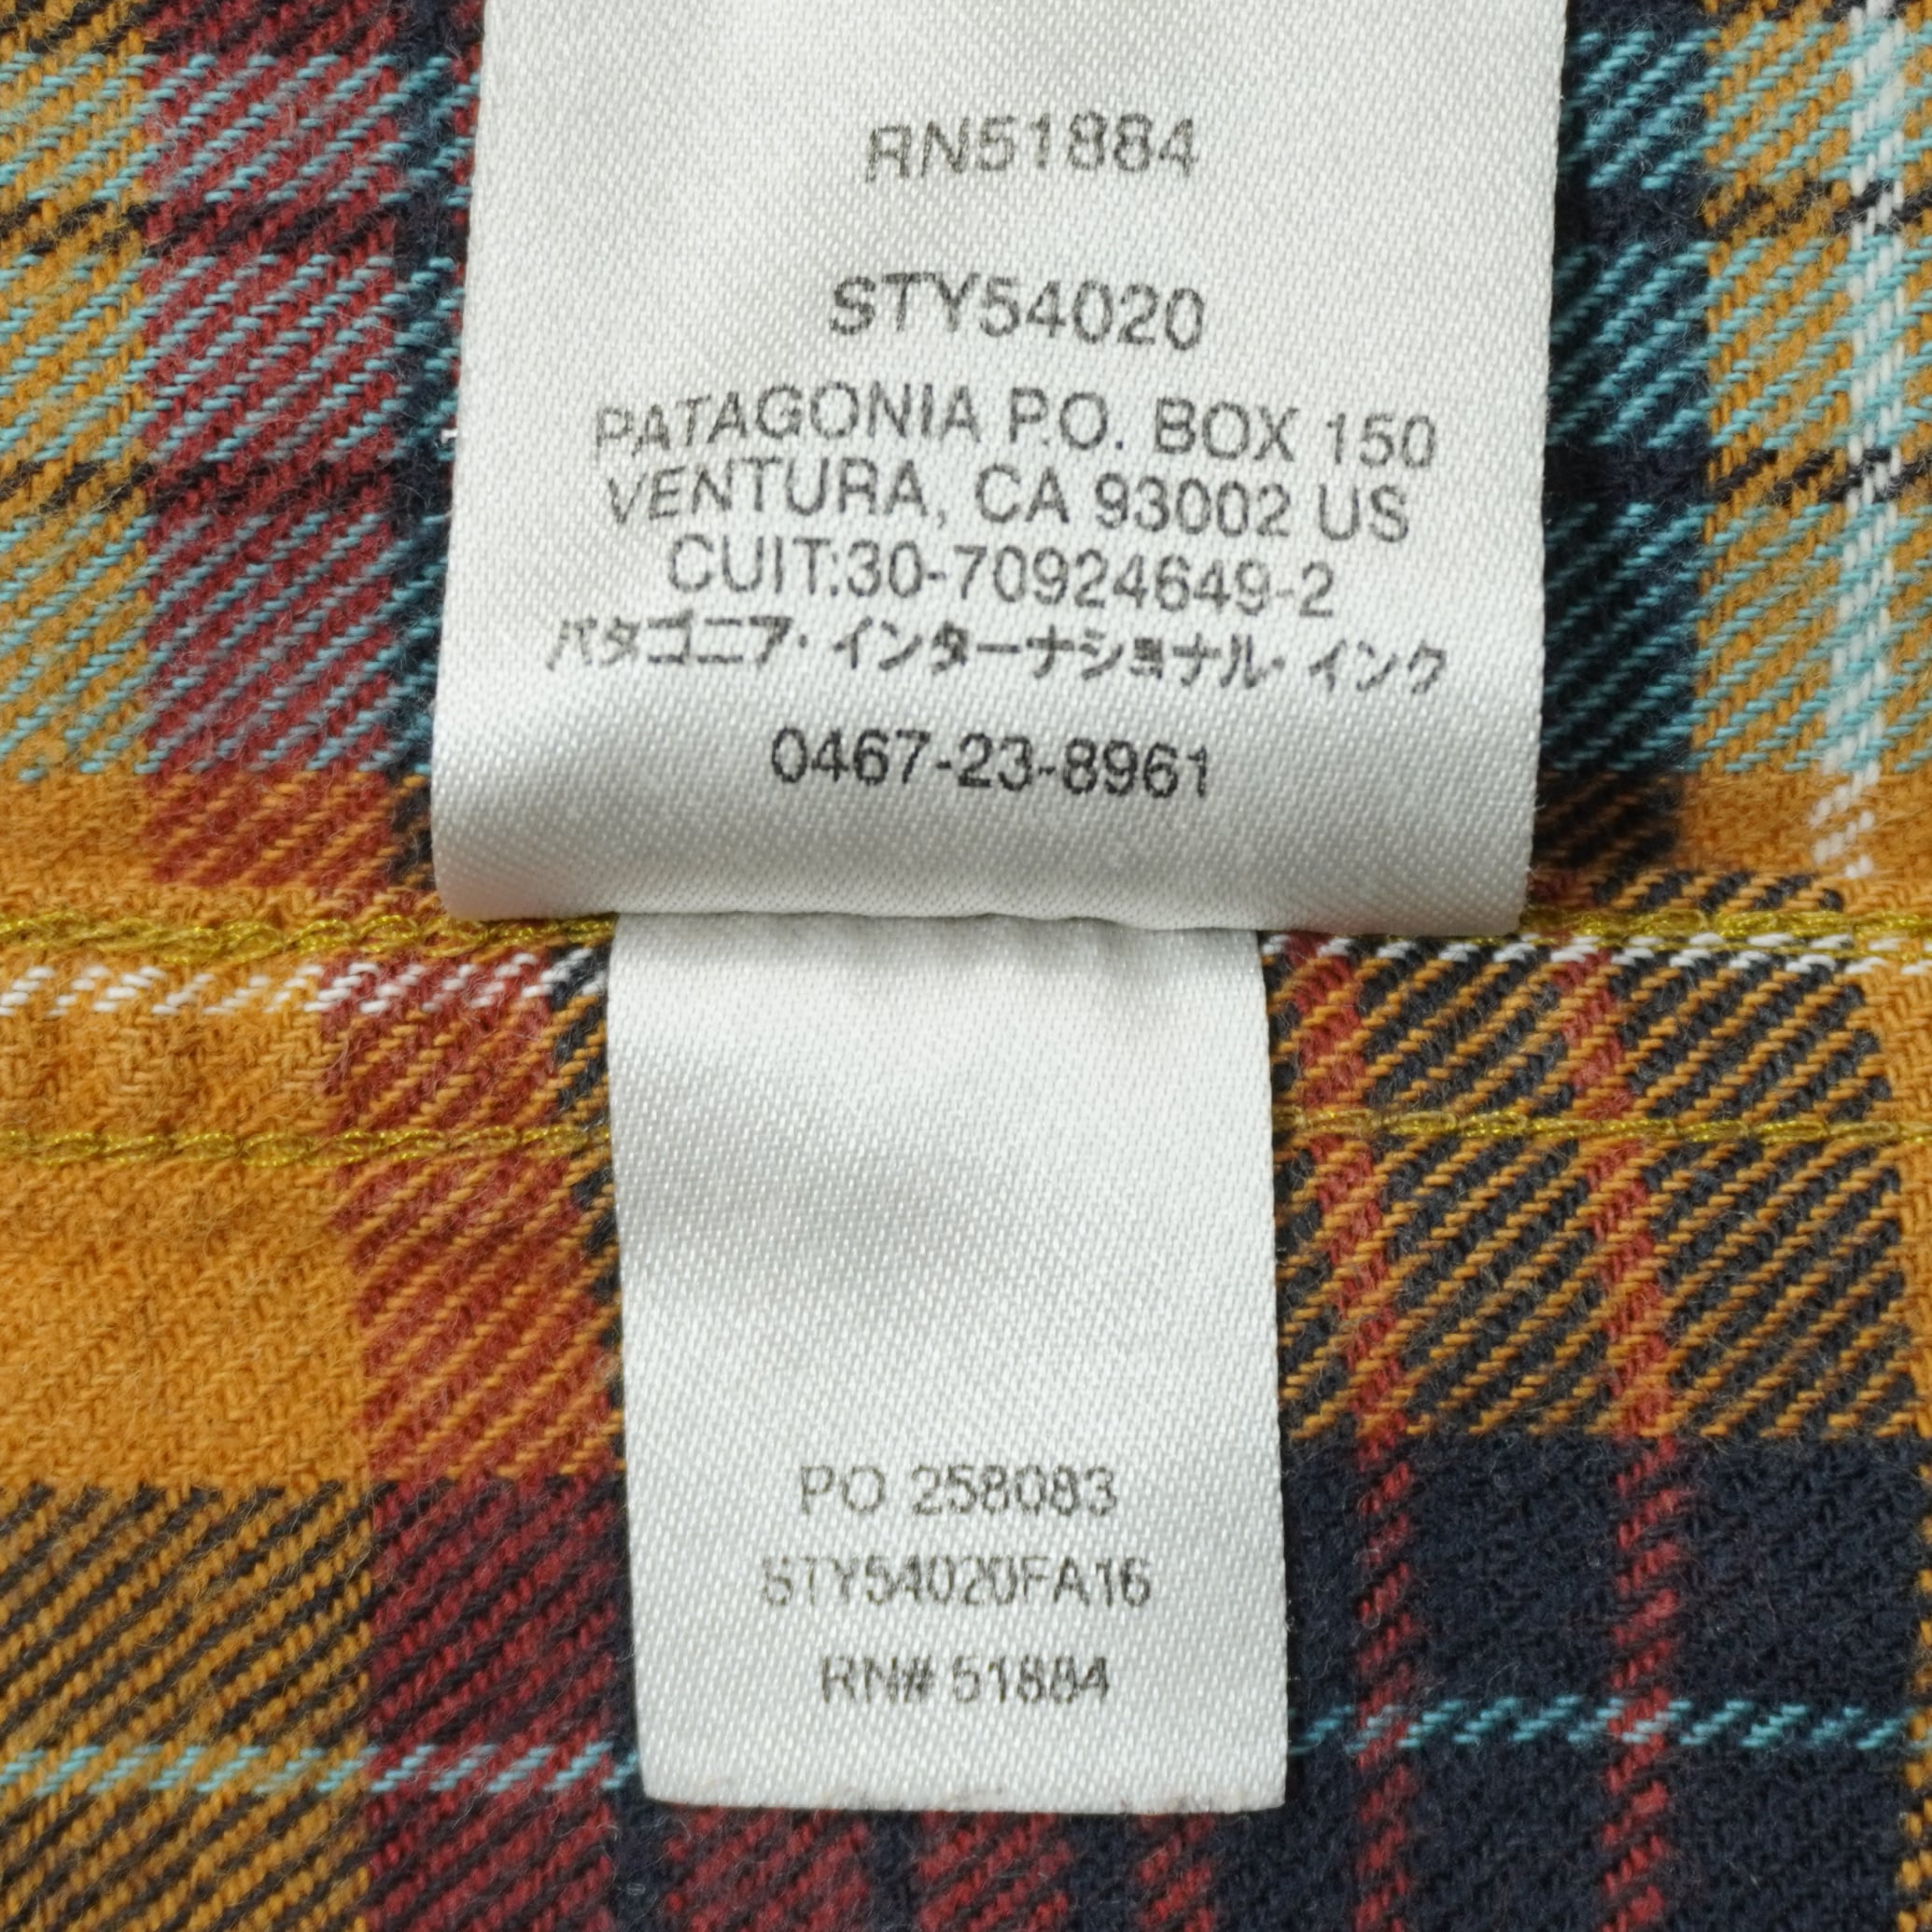 RN51884
STY54020
PATAGONIA P.O. BOX 150
VENTURA, CA 93002 US
CUIT:30-70924649-2
パタゴニア・インターナショナル・インク
0467-23-8961
PO 258083
STY54020FA16
RN# 51884